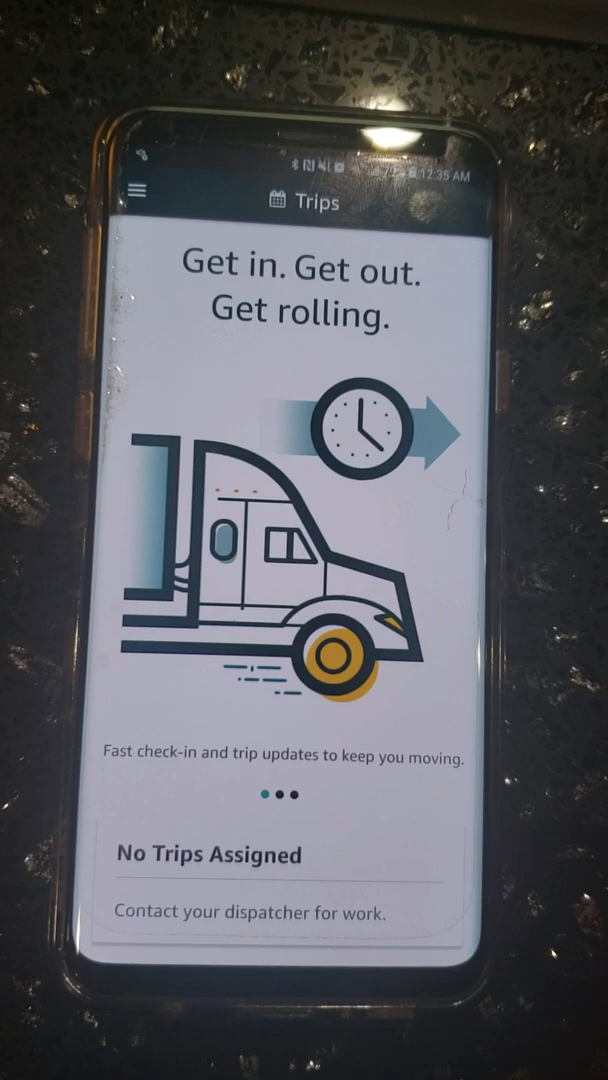 12:35 AM
Trips
Get in. Get out.
Get rolling.
Fast check-in and trip updates to keep you moving.
No Trips Assigned
Contact your dispatcher for work.